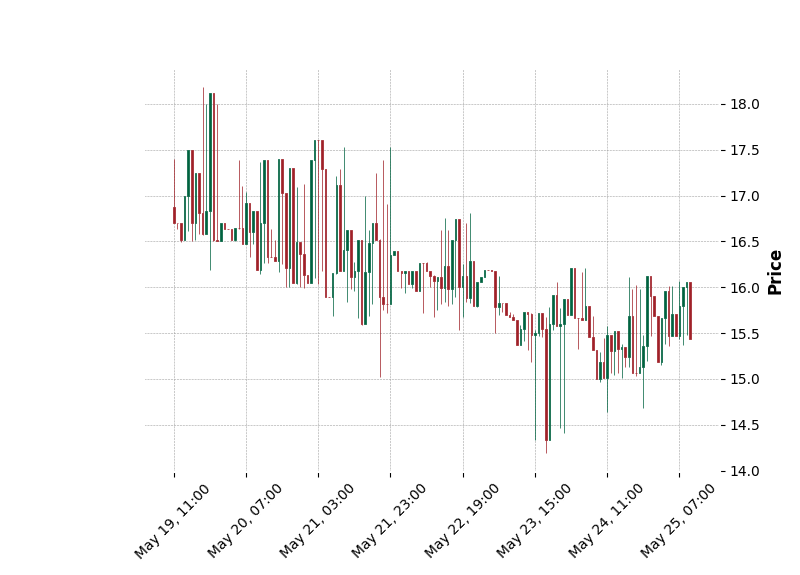 18.0
17.5
17.0
16.5
16.0
15.5
15.0
14.5
14.0
Price
May 19, 11:00
May 20, 07:00
May 21, 03:00
May 21, 23:00
May 22, 19:00
May 23, 15:00
May 24, 11:00
May 25, 07:00